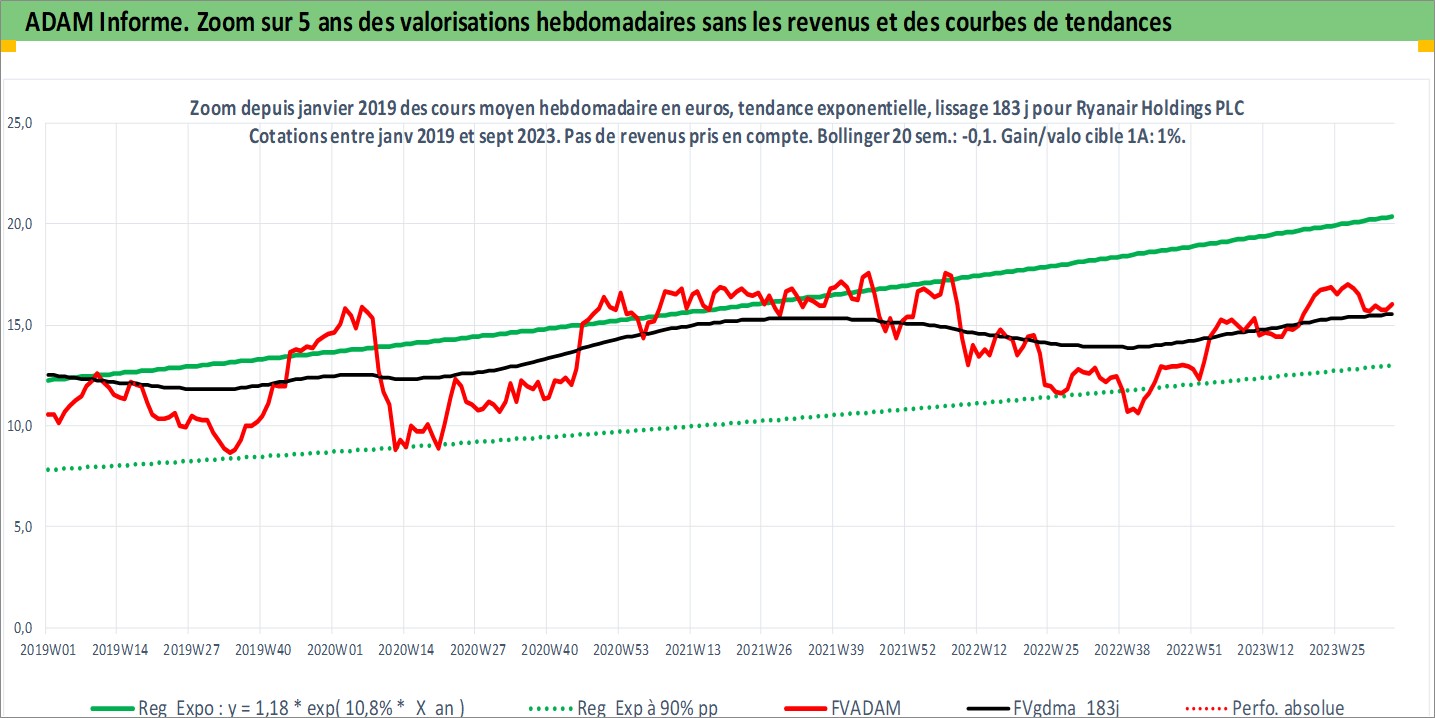 ADAM Informe. Zoom sur 5 ans des valorisations hebdomadaires sans les revenus et des courbes de tendances
Zoom depuis janvier 2019 des cours moyen hebdomadaire en euros, tendance exponentielle, lissage 183 j pour Ryanair Holdings PLC
Cotations entre janv 2019 et sept 2023. Pas de revenus pris en compte. Bollinger 20 sem.: -0,1. Gain/valo cible 1A: 1%.
25,0
20,0
15,0
10,0
5,0
0,0
2019W01 2019W14 2019W27 2019W40 2020W01 2020W14 2020W27 2020W40 2020W53 2021W13 2021W26 2021W39 2021W52 2022W12 2022W25 2022W38 2022W51 2023W12 2023W25
Reg Expo : y = 1,18 * exp( 10,8% * X an ) Reg Exp à 90% pp FVADAM FVgdma 183j Perfo. absolue